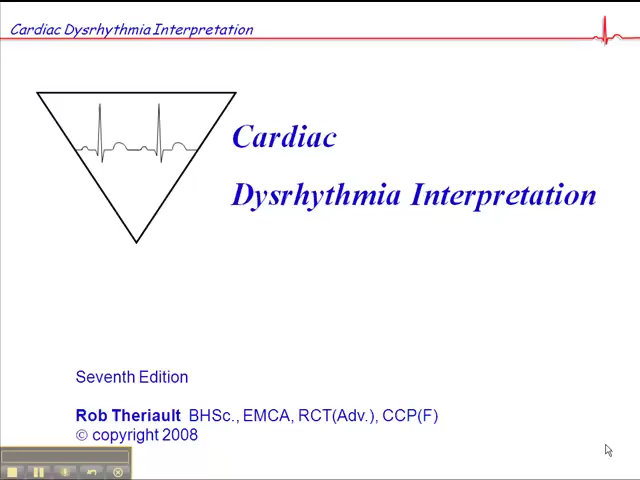 Cardiac Dysrhythmia Interpretation
Cardiac
Dysrhythmia Interpretation
Seventh Edition
Rob Theriault BHSc., EMCA, RCT(Adv.), CCP(F)
© copyright 2008